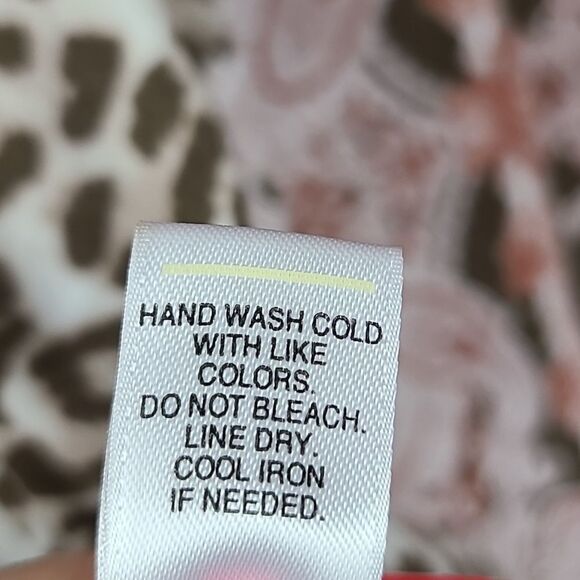 HAND WASH COLD
WITH LIKE
COLORS.
DO NOT BLEACH.
LINE DRY.
COOL IRON
IF NEEDED.